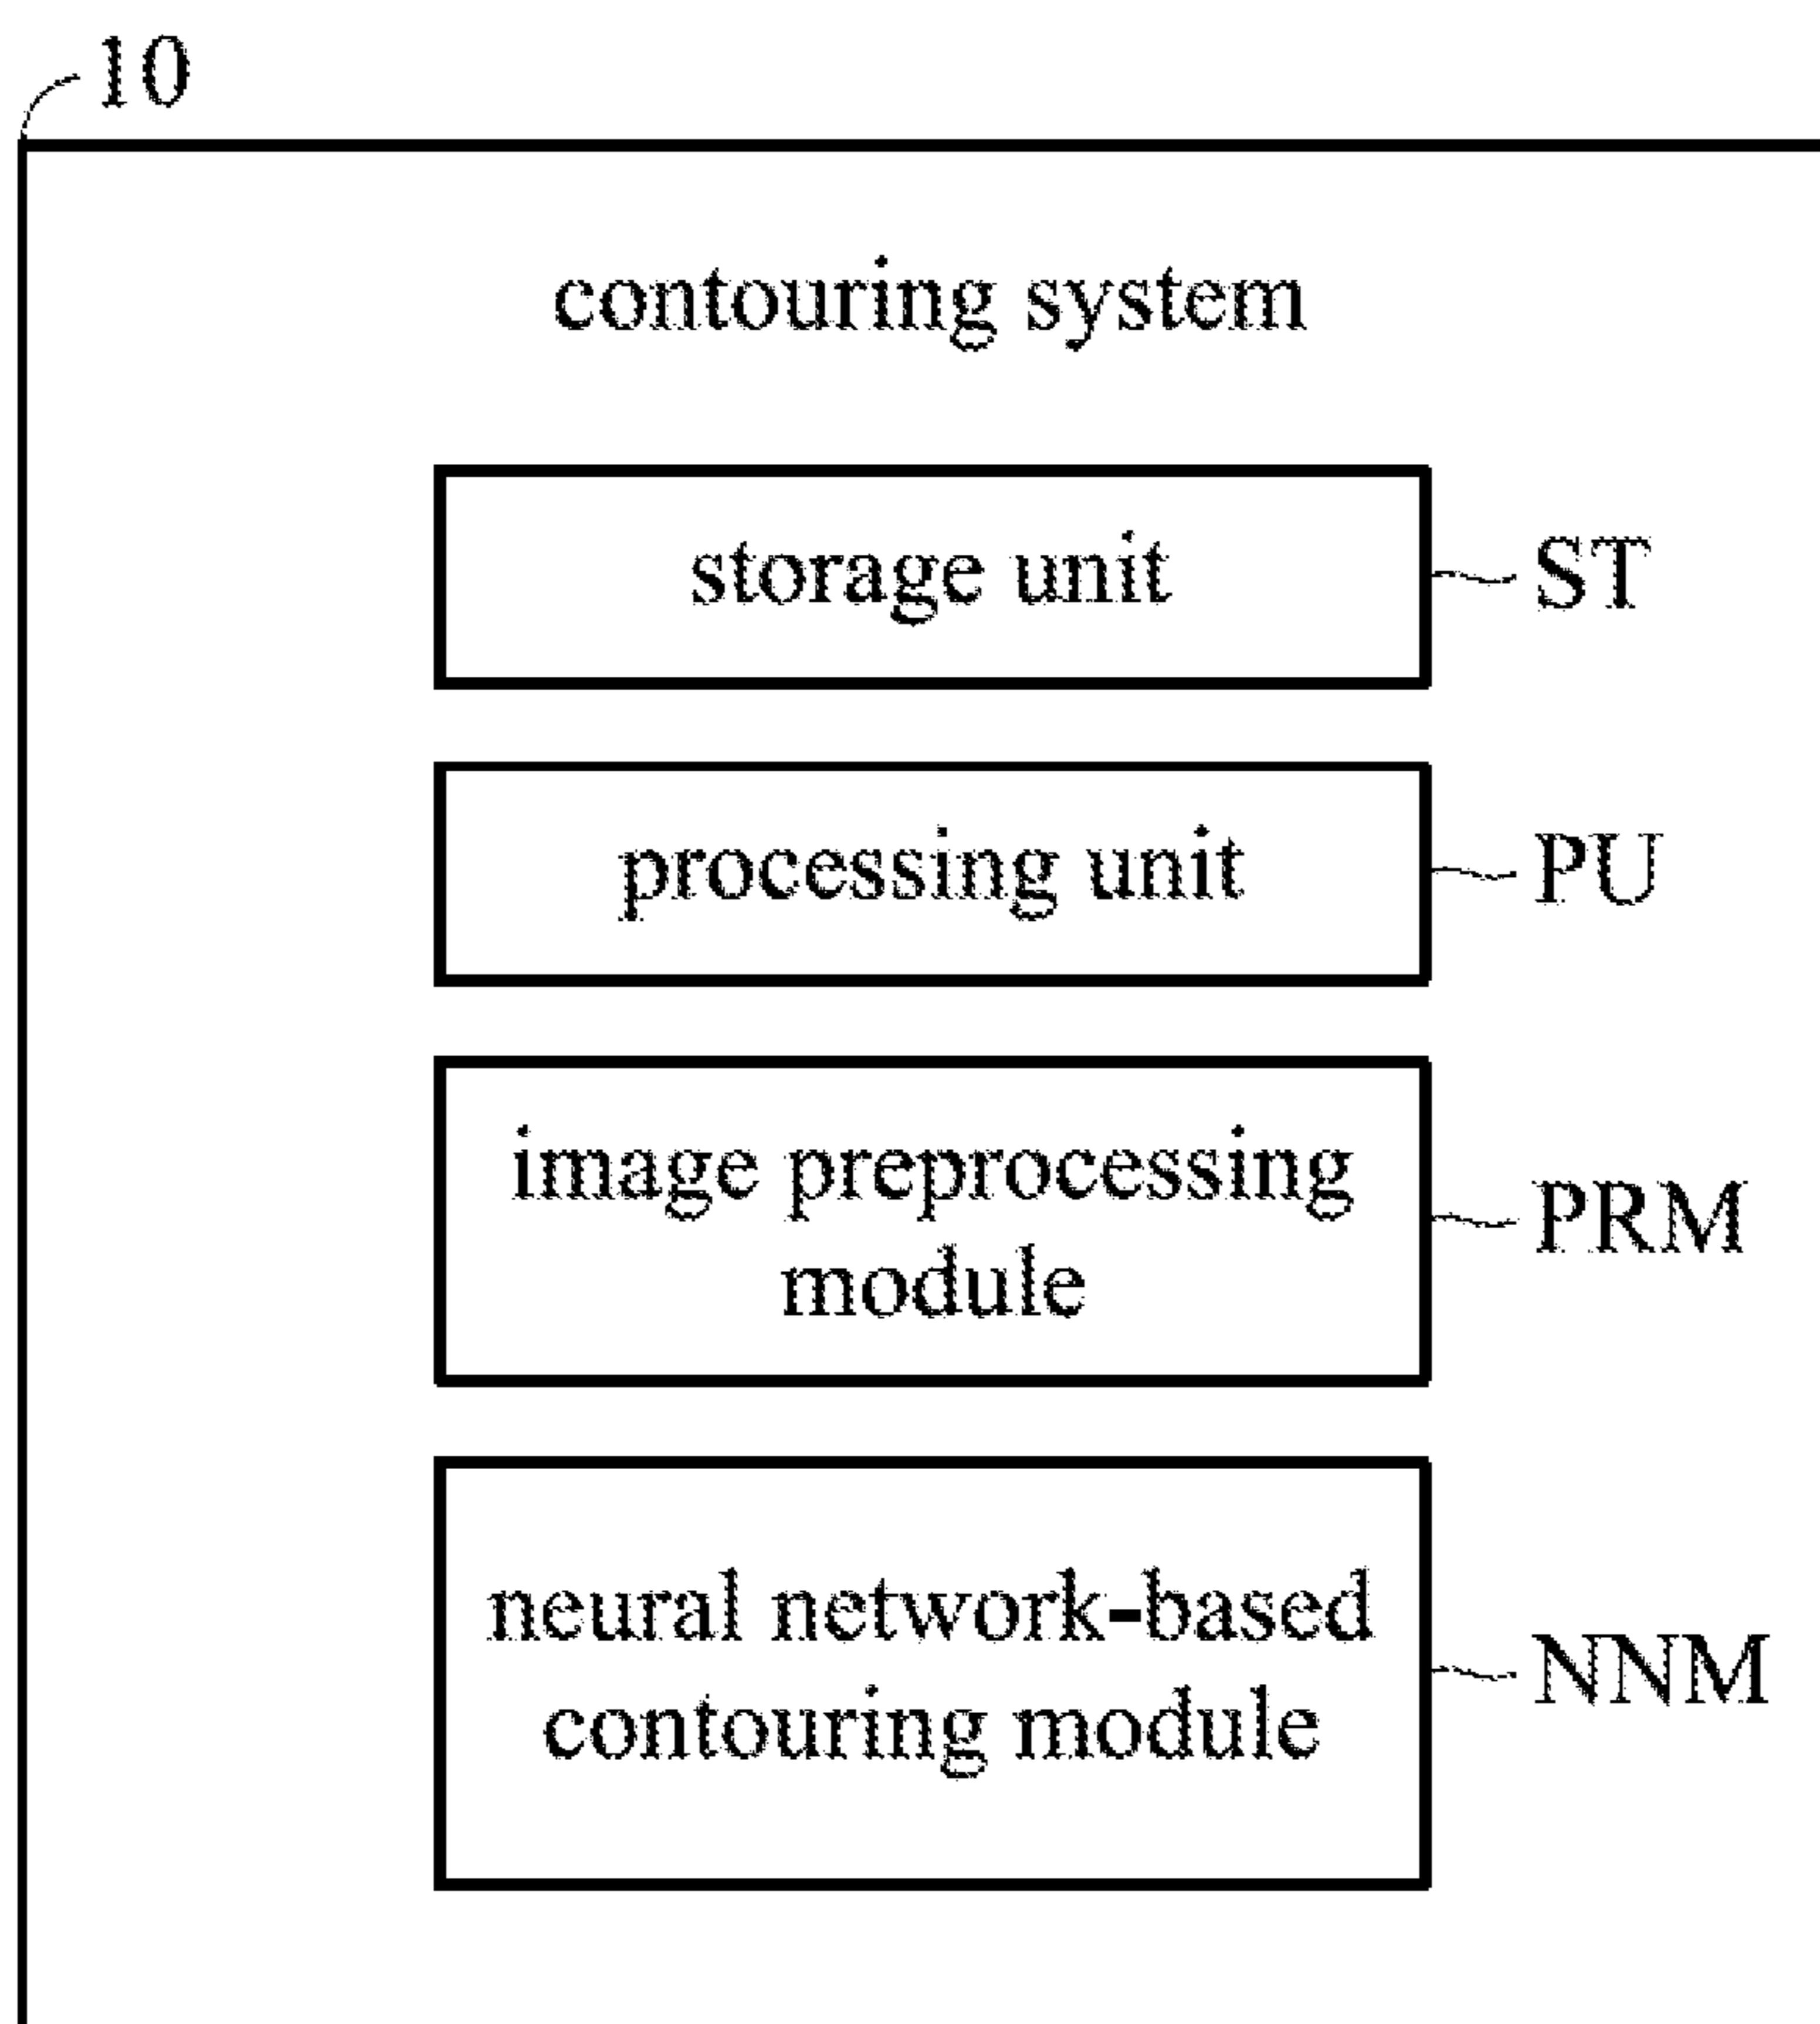 10
contouring system
storage unit
ST
processing unit
PU
image preprocessing
module
PRM
neural network-based
contouring module
NNM